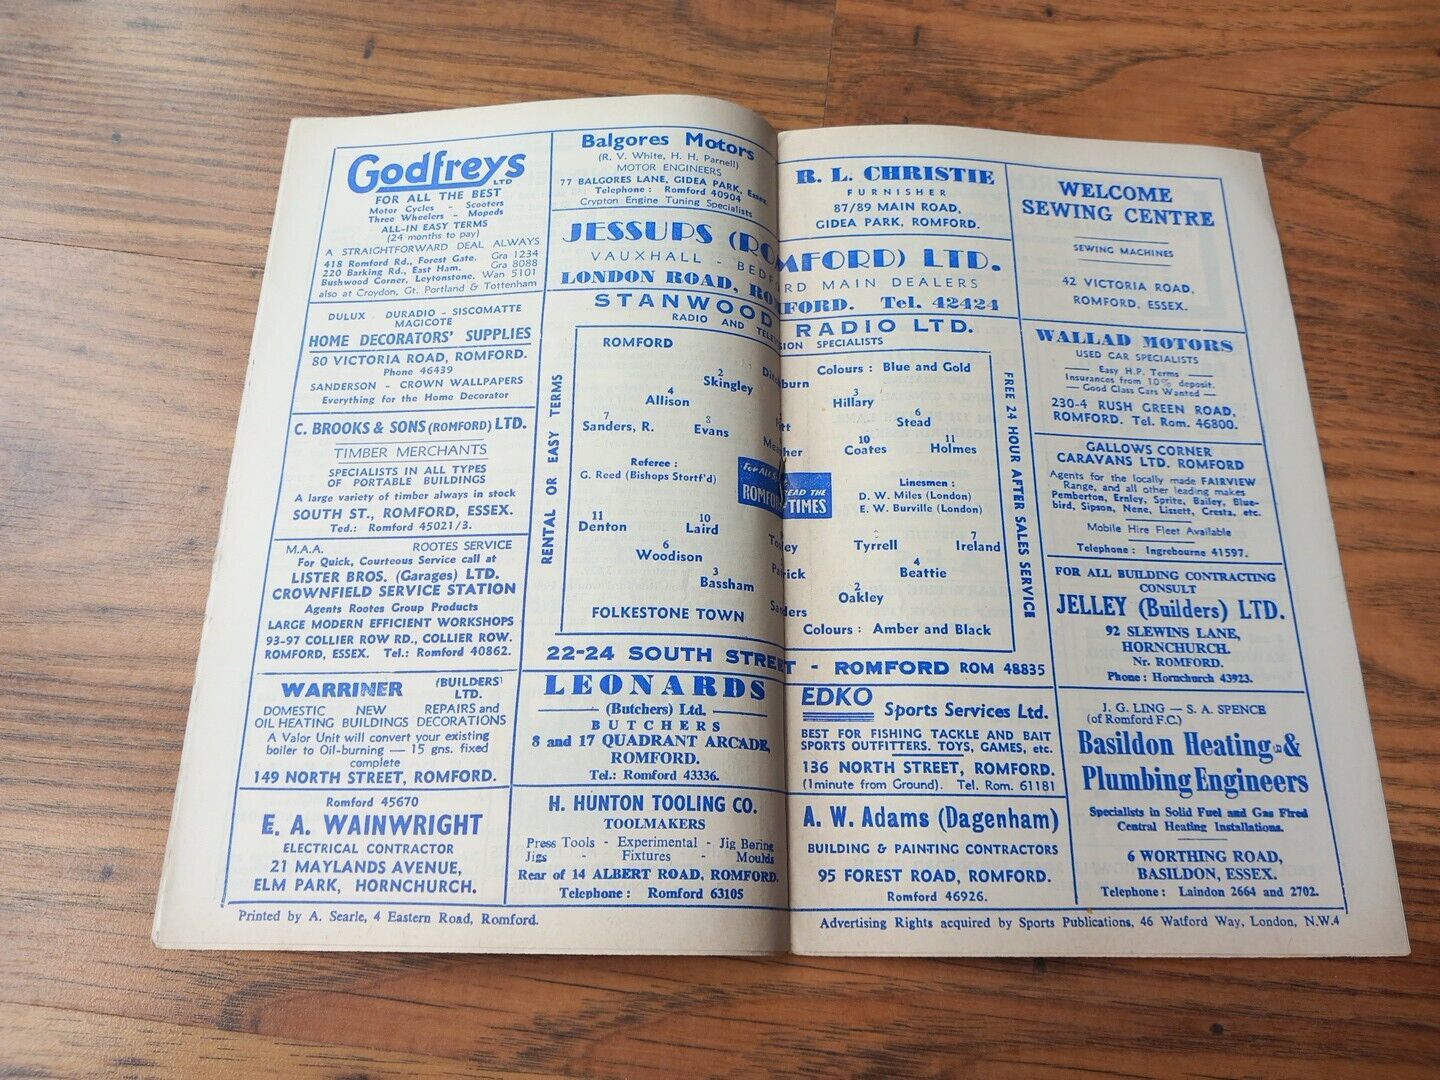 Godfreys
LTD
FOR ALL THE BEST
Motor Cycles - Scooters
Three Wheelers - Mopeds
ALL-IN EASY TERMS
(24 months to pay)
A STRAIGHTFORWARD DEAL ALWAYS
418 Romford Rd., Forest Gate. Gra 1234
220 Barking Rd., East Ham. Gra 8088
Bushwood Corner, Leytonstone. Wan 5101
also at Croydon, Gt. Portland & Tottenham
DULUX DURADIO - SISCOMATTE
MAGICOTE
HOME DECORATORS' SUPPLIES
80 VICTORIA ROAD, ROMFORD.
Phone 46439
SANDERSON - CROWN WALLPAPERS
Everything for the Home Decorator
C. BROOKS & SONS (ROMFORD) LTD.
TIMBER MERCHANTS
SPECIALISTS IN ALL TYPES
OF PORTABLE BUILDINGS
A large variety of timber always in stock
SOUTH ST., ROMFORD, ESSEX.
Ted.: Romford 45021/3.
M.A.A. ROOTES SERVICE
For Quick, Courteous Service call at
LISTER BROS. (Garages) LTD.
CROWNFIELD SERVICE STATION
Agents Rootes Group Products
LARGE MODERN EFFICIENT WORKSHOPS
93-97 COLLIER ROW RD., COLLIER ROW.
ROMFORD, ESSEX. Tel.: Romford 40862.
WARRINER (BUILDERS) LTD.
DOMESTIC NEW REPAIRS and
OIL HEATING BUILDINGS DECORATIONS
A Valor Unit will convert your existing
boiler to Oil-burning — 15 gns. fixed
complete
149 NORTH STREET, ROMFORD.
Romford 45670
E. A. WAINWRIGHT
ELECTRICAL CONTRACTOR
21 MAYLANDS AVENUE,
ELM PARK, HORNCHURCH.
Printed by A. Searle, 4 Eastern Road, Romford.
Balgores Motors
(R. V. White, H. H. Parnell)
MOTOR ENGINEERS
77 BALGORES LANE, GIDEA PARK, Essex.
Telephone : Romford 40904
Crypton Engine Tuning Specialists
R. L. CHRISTIE
FURNISHER
87/89 MAIN ROAD,
GIDEA PARK, ROMFORD.
JESSUPS (ROMFORD) LTD.
VAUXHALL - BEDFORD MAIN DEALERS
LONDON ROAD, ROMFORD. Tel. 42424
STANWOOD RADIO LTD.
RADIO AND TELEVISION SPECIALISTS
RENTAL OR EASY TERMS
FREE 24 HOUR AFTER SALES SERVICE
ROMFORD
Colours : Blue and Gold
2
Skingley
3
Hillary
4
Allison
6
Stead
7
Sanders, R.
8
Evans
10
Coates
11
Holmes
Referee :
G. Reed (Bishops Stortf'd)
READ THE
TIMES
Linesmen :
D. W. Miles (London)
E. W. Burville (London)
11
Denton
10
Laird
Tyrrell
7
Ireland
6
Woodison
4
Beattie
3
Bassham
2
Oakley
FOLKESTONE TOWN
Colours : Amber and Black
22-24 SOUTH STREET - ROMFORD ROM 48835
LEONARDS
(Butchers) Ltd.
BUTCHERS
8 and 17 QUADRANT ARCADE,
ROMFORD.
Tel.: Romford 43336.
H. HUNTON TOOLING CO.
TOOLMAKERS
Press Tools - Experimental - Jig Boring
Jigs - Fixtures - Moulds
Rear of 14 ALBERT ROAD, ROMFORD.
Telephone : Romford 63105
EDKO
Sports Services Ltd.
BEST FOR FISHING TACKLE AND BAIT
SPORTS OUTFITTERS. TOYS, GAMES, etc.
136 NORTH STREET, ROMFORD.
(1minute from Ground). Tel. Rom. 61181
A. W. Adams (Dagenham)
BUILDING & PAINTING CONTRACTORS
95 FOREST ROAD, ROMFORD.
Romford 46926.
WELCOME
SEWING CENTRE
SEWING MACHINES
42 VICTORIA ROAD,
ROMFORD, ESSEX.
WALLAD MOTORS
USED CAR SPECIALISTS
— Easy H.P. Terms —
Insurances from 10% deposit.
— Good Class Cars Wanted —
230-4 RUSH GREEN ROAD,
ROMFORD. Tel. Rom. 46800.
GALLOWS CORNER
CARAVANS LTD. ROMFORD
Agents for the locally made FAIRVIEW
Range, and all other leading makes
Pemberton, Ernley, Sprite, Bailey, Blue-
bird, Sipson, Nene, Lissett, Cresta, etc.
Mobile Hire Fleet Available
Telephone : Ingrebourne 41597.
FOR ALL BUILDING CONTRACTING
CONSULT
JELLEY (Builders) LTD.
92 SLEWINS LANE,
HORNCHURCH.
Nr. ROMFORD.
Phone : Hornchurch 43923.
J. G. LING — S. A. SPENCE
(of Romford F.C.)
Basildon Heating &
Plumbing Engineers
Specialists in Solid Fuel and Gas Fired
Central Heating Installations.
6 WORTHING ROAD,
BASILDON, ESSEX.
Telephone : Laindon 2664 and 2702.
Advertising Rights acquired by Sports Publications, 46 Watford Way, London, N.W.4